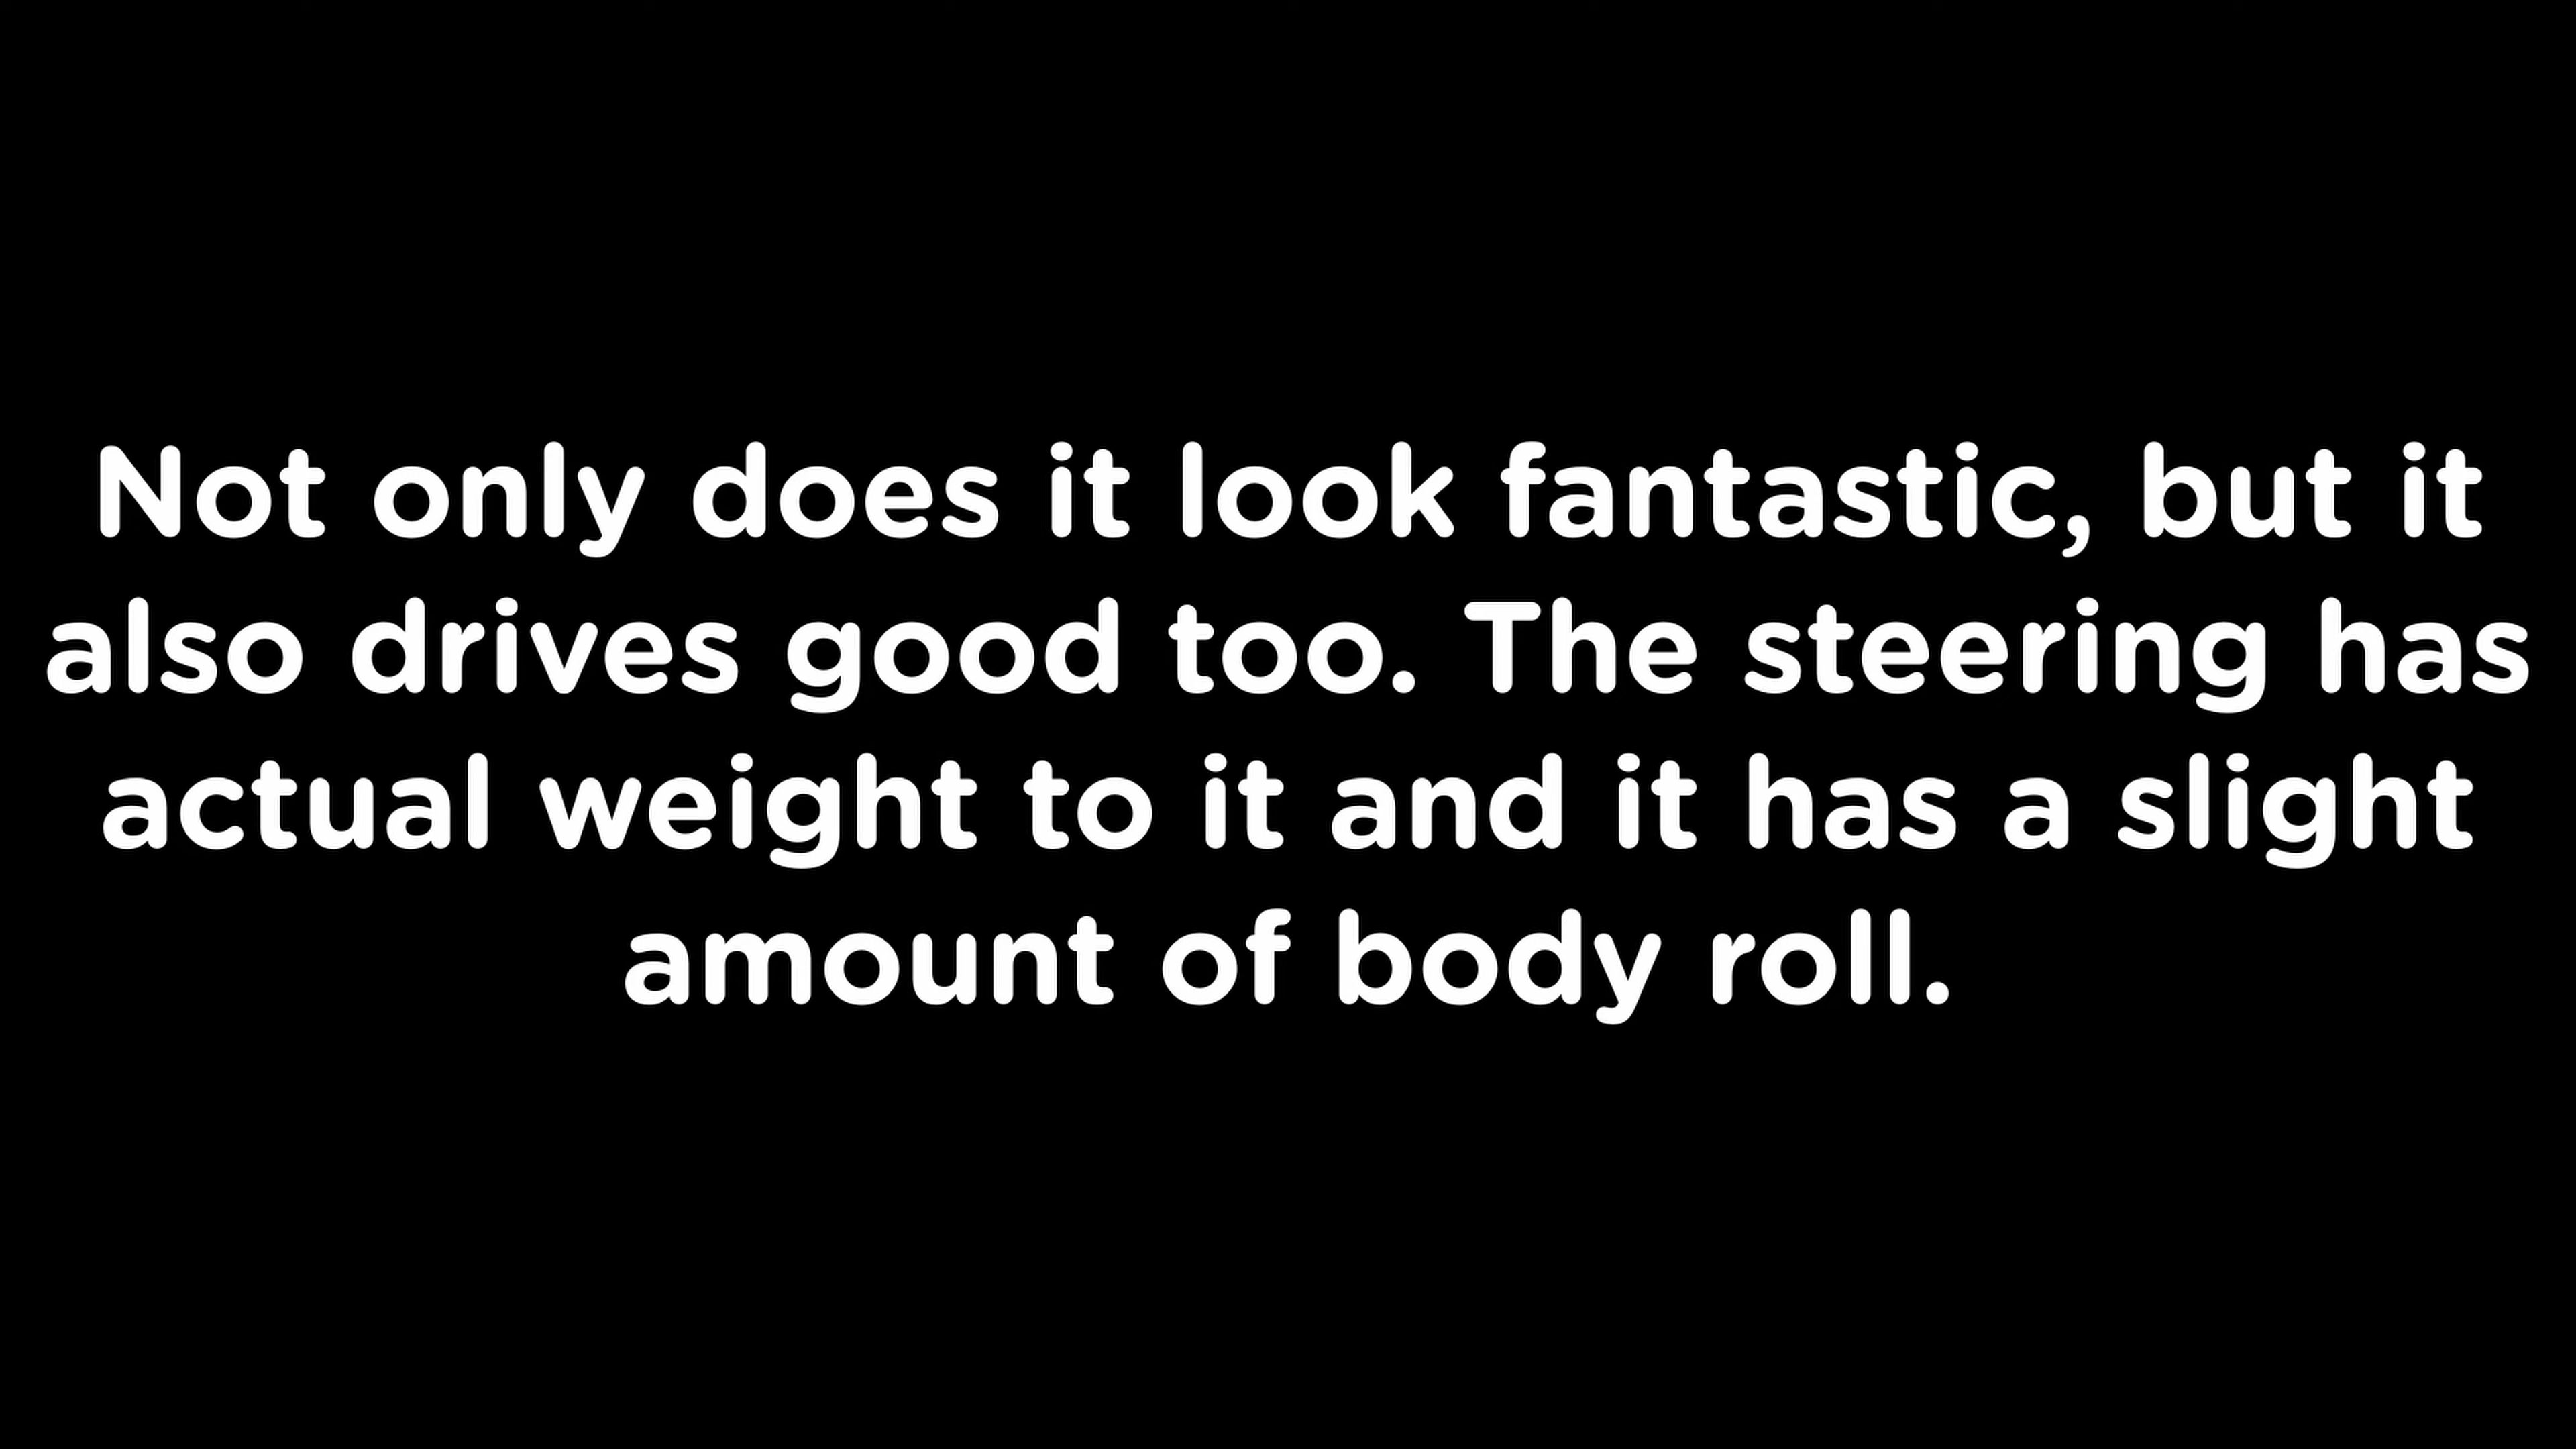 Not only does it look fantastic, but it
also drives good too. The steering has
actual weight to it and it has a slight
amount of body roll.